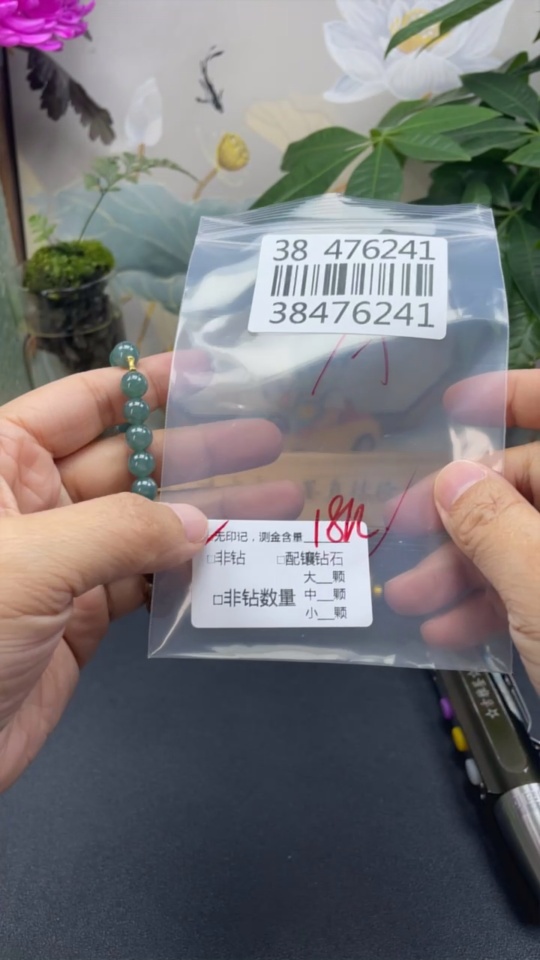 38 476241
38476241
无印记，测金含量 18K
□非钻 □配镶钻石
大__颗
□非钻数量 中__颗
小__颗